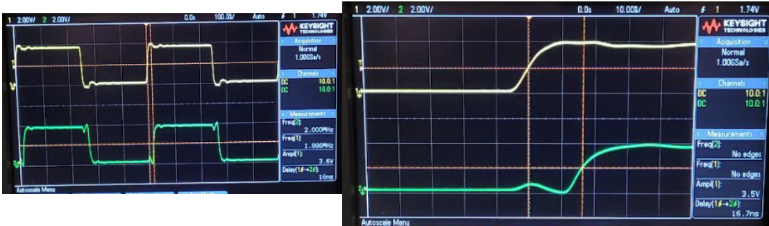 1 2.00V/ 2 2.00V/ 0.0s 100.0ns/ Auto 1 1.74V
KEYSIGHT
TECHNOLOGIES
Acquisition
Normal
1.00GSa/s
Channels
DC 10.0:1
DC 10.0:1
Measurements
Freq(2):
2.000MHz
Freq(1):
1.000MHz
Ampl(1):
3.6V
Delay(1→2):
16ns
Autoscale Menu
1 2.00V/ 2 2.00V/ 0.0s 10.00ns/ Auto 1 1.74V
KEYSIGHT
TECHNOLOGIES
Acquisition
Normal
1.00GSa/s
Channels
DC 10.0:1
DC 10.0:1
Measurements
Freq(2):
No edges
Freq(1):
No edges
Ampl(1):
3.5V
Delay(1→2):
16.7ns
Autoscale Menu